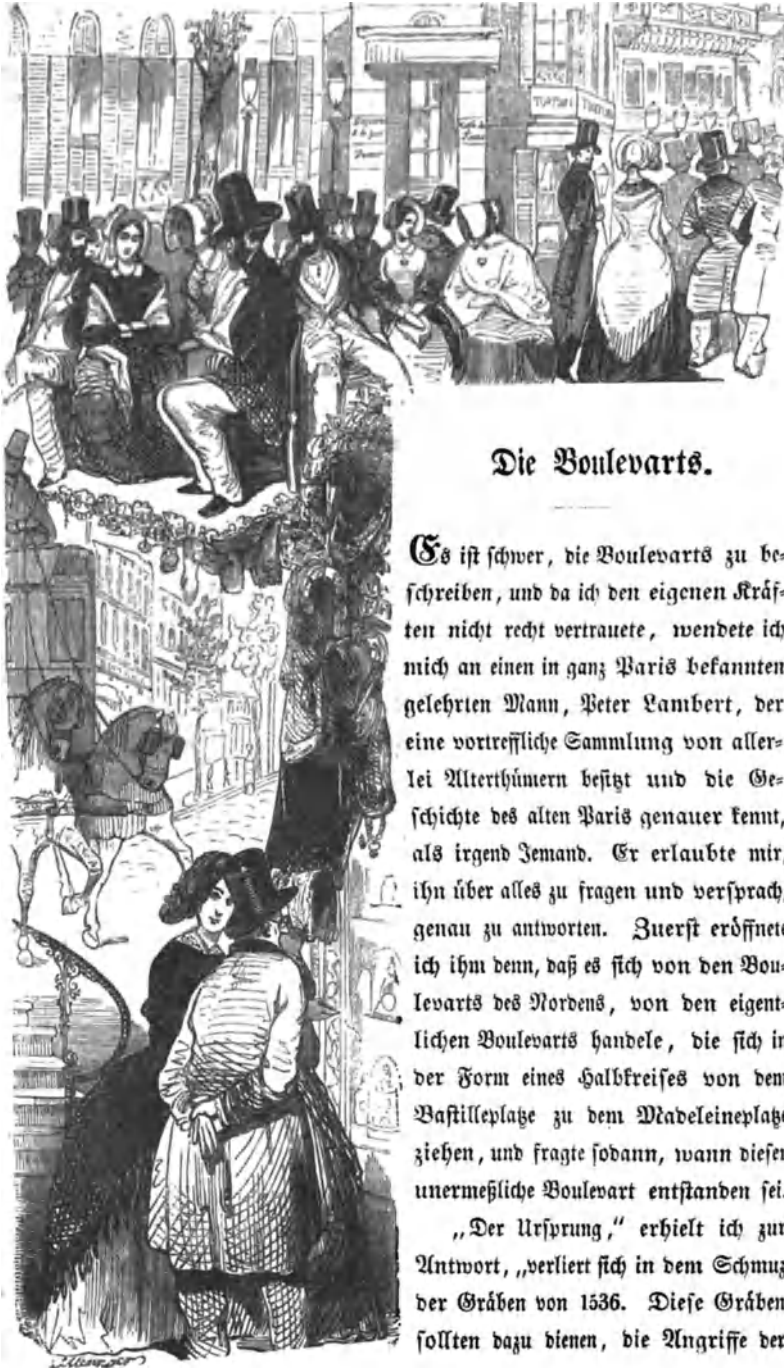 TORTONI TORTONI
Die Boulevarts.
Es ist schwer, die Boulevarts zu be=
schreiben, und da ich den eigenen Kräf=
ten nicht recht vertrauete, wendete ich
mich an einen in ganz Paris bekannten
gelehrten Mann, Peter Lambert, der
eine vortreffliche Sammlung von aller=
lei Alterthümern besitzt und die Ge=
schichte des alten Paris genauer kennt,
als irgend Jemand. Er erlaubte mir,
ihn über alles zu fragen und versprach,
genau zu antworten. Zuerst eröffnete
ich ihm denn, daß es sich von den Bou=
levarts des Nordens, von den eigent=
lichen Boulevarts handele, die sich in
der Form eines Halbkreises von dem
Bastilleplatze zu dem Madeleineplatze
ziehen, und fragte sodann, wann dieser
unermeßliche Boulevart entstanden sei.
„Der Ursprung,“ erhielt ich zur
Antwort, „verliert sich in dem Schmuz
der Gräben von 1536. Diese Gräben
sollten dazu dienen, die Angriffe der